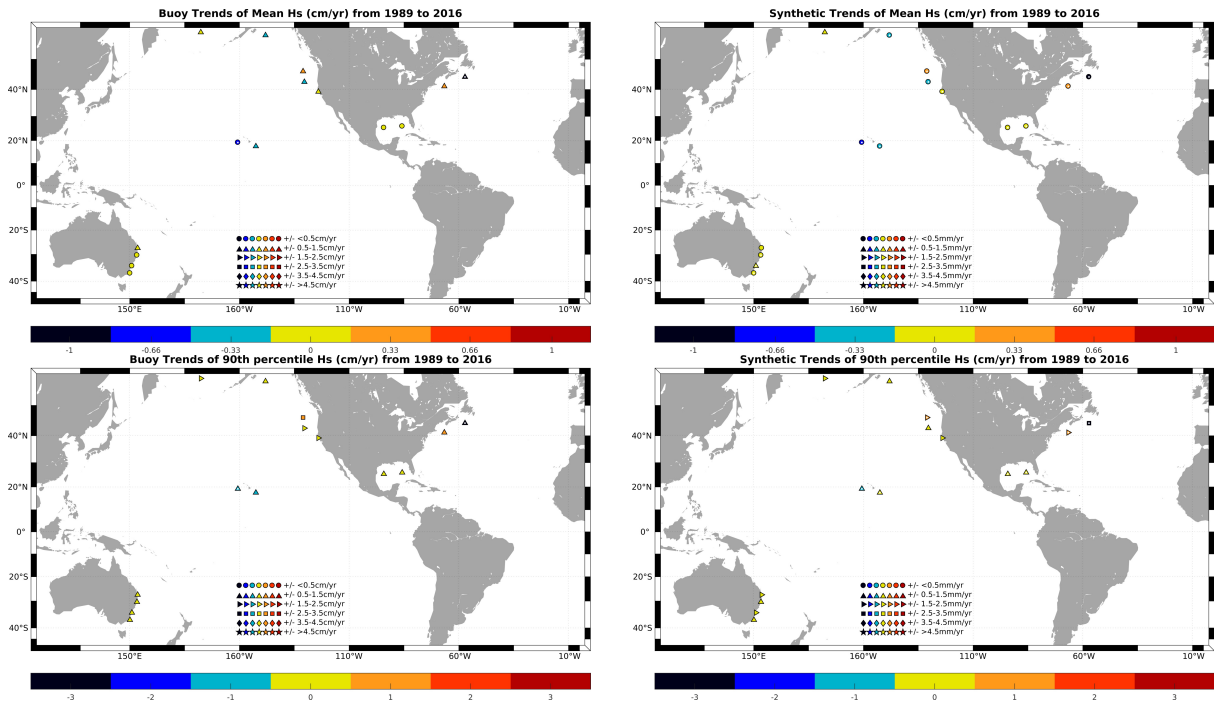 Buoy Trends of Mean Hs (cm/yr) from 1989 to 2016
40°N
20°N
0°
20°S
40°S
+/- <0.5cm/yr
+/- 0.5-1.5cm/yr
+/- 1.5-2.5cm/yr
+/- 2.5-3.5cm/yr
+/- 3.5-4.5cm/yr
+/- >4.5cm/yr
150°E 160°W 110°W 60°W 10°W
-1 -0.66 -0.33 0 0.33 0.66 1
Synthetic Trends of Mean Hs (cm/yr) from 1989 to 2016
40°N
20°N
0°
20°S
40°S
+/- <0.5mm/yr
+/- 0.5-1.5mm/yr
+/- 1.5-2.5mm/yr
+/- 2.5-3.5mm/yr
+/- 3.5-4.5mm/yr
+/- >4.5mm/yr
150°E 160°W 110°W 60°W 10°W
-1 -0.66 -0.33 0 0.33 0.66 1
Buoy Trends of 90th percentile Hs (cm/yr) from 1989 to 2016
40°N
20°N
0°
20°S
40°S
+/- <0.5cm/yr
+/- 0.5-1.5cm/yr
+/- 1.5-2.5cm/yr
+/- 2.5-3.5cm/yr
+/- 3.5-4.5cm/yr
+/- >4.5cm/yr
150°E 160°W 110°W 60°W 10°W
-3 -2 -1 0 1 2 3
Synthetic Trends of 90th percentile Hs (cm/yr) from 1989 to 2016
40°N
20°N
0°
20°S
40°S
+/- <0.5mm/yr
+/- 0.5-1.5mm/yr
+/- 1.5-2.5mm/yr
+/- 2.5-3.5mm/yr
+/- 3.5-4.5mm/yr
+/- >4.5mm/yr
150°E 160°W 110°W 60°W 10°W
-3 -2 -1 0 1 2 3